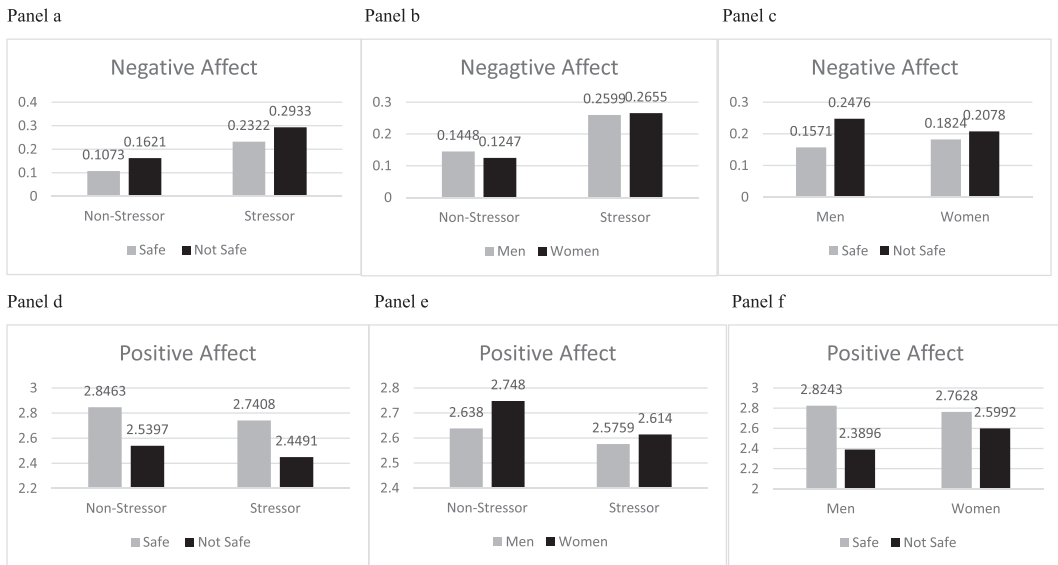 Panel a
Panel b
Panel c
Negative Affect
0.4
0.3
0.2
0.1
0
0.1073
0.1621
0.2322
0.2933
Non-Stressor
Stressor
Safe
Not Safe
Negagtive Affect
0.3
0.2
0.1
0
0.1448
0.1247
0.2599
0.2655
Non-Stressor
Stressor
Men
Women
Negative Affect
0.3
0.2
0.1
0
0.1571
0.2476
0.1824
0.2078
Men
Women
Safe
Not Safe
Panel d
Panel e
Panel f
Positive Affect
3
2.8
2.6
2.4
2.2
2.8463
2.5397
2.7408
2.4491
Non-Stressor
Stressor
Safe
Not Safe
Positive Affect
2.8
2.7
2.6
2.5
2.4
2.638
2.748
2.5759
2.614
Non-Stressor
Stressor
Men
Women
Positive Affect
3
2.8
2.6
2.4
2.2
2
2.8243
2.3896
2.7628
2.5992
Men
Women
Safe
Not Safe